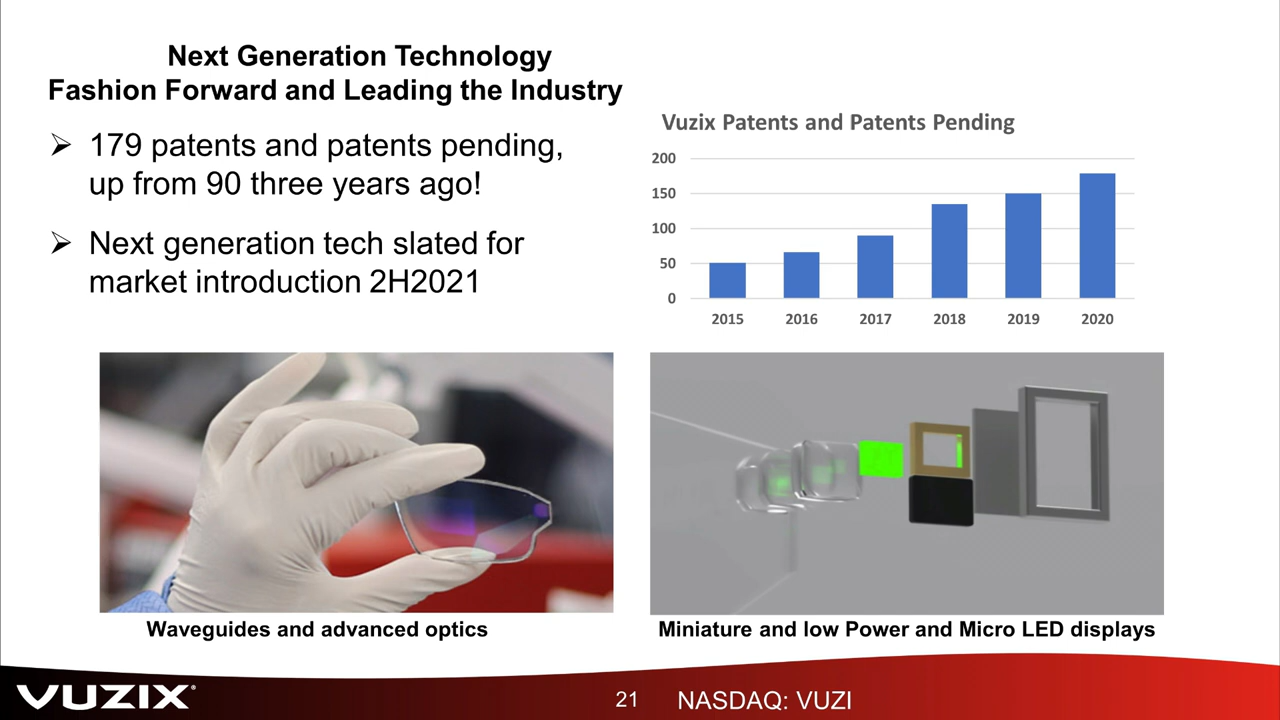 Next Generation Technology
Fashion Forward and Leading the Industry
179 patents and patents pending,
up from 90 three years ago!
Next generation tech slated for
market introduction 2H2021
Vuzix Patents and Patents Pending
200
150
100
50
0
2015 2016 2017 2018 2019 2020
Waveguides and advanced optics
Miniature and low Power and Micro LED displays
VUZIX®
21
NASDAQ: VUZI